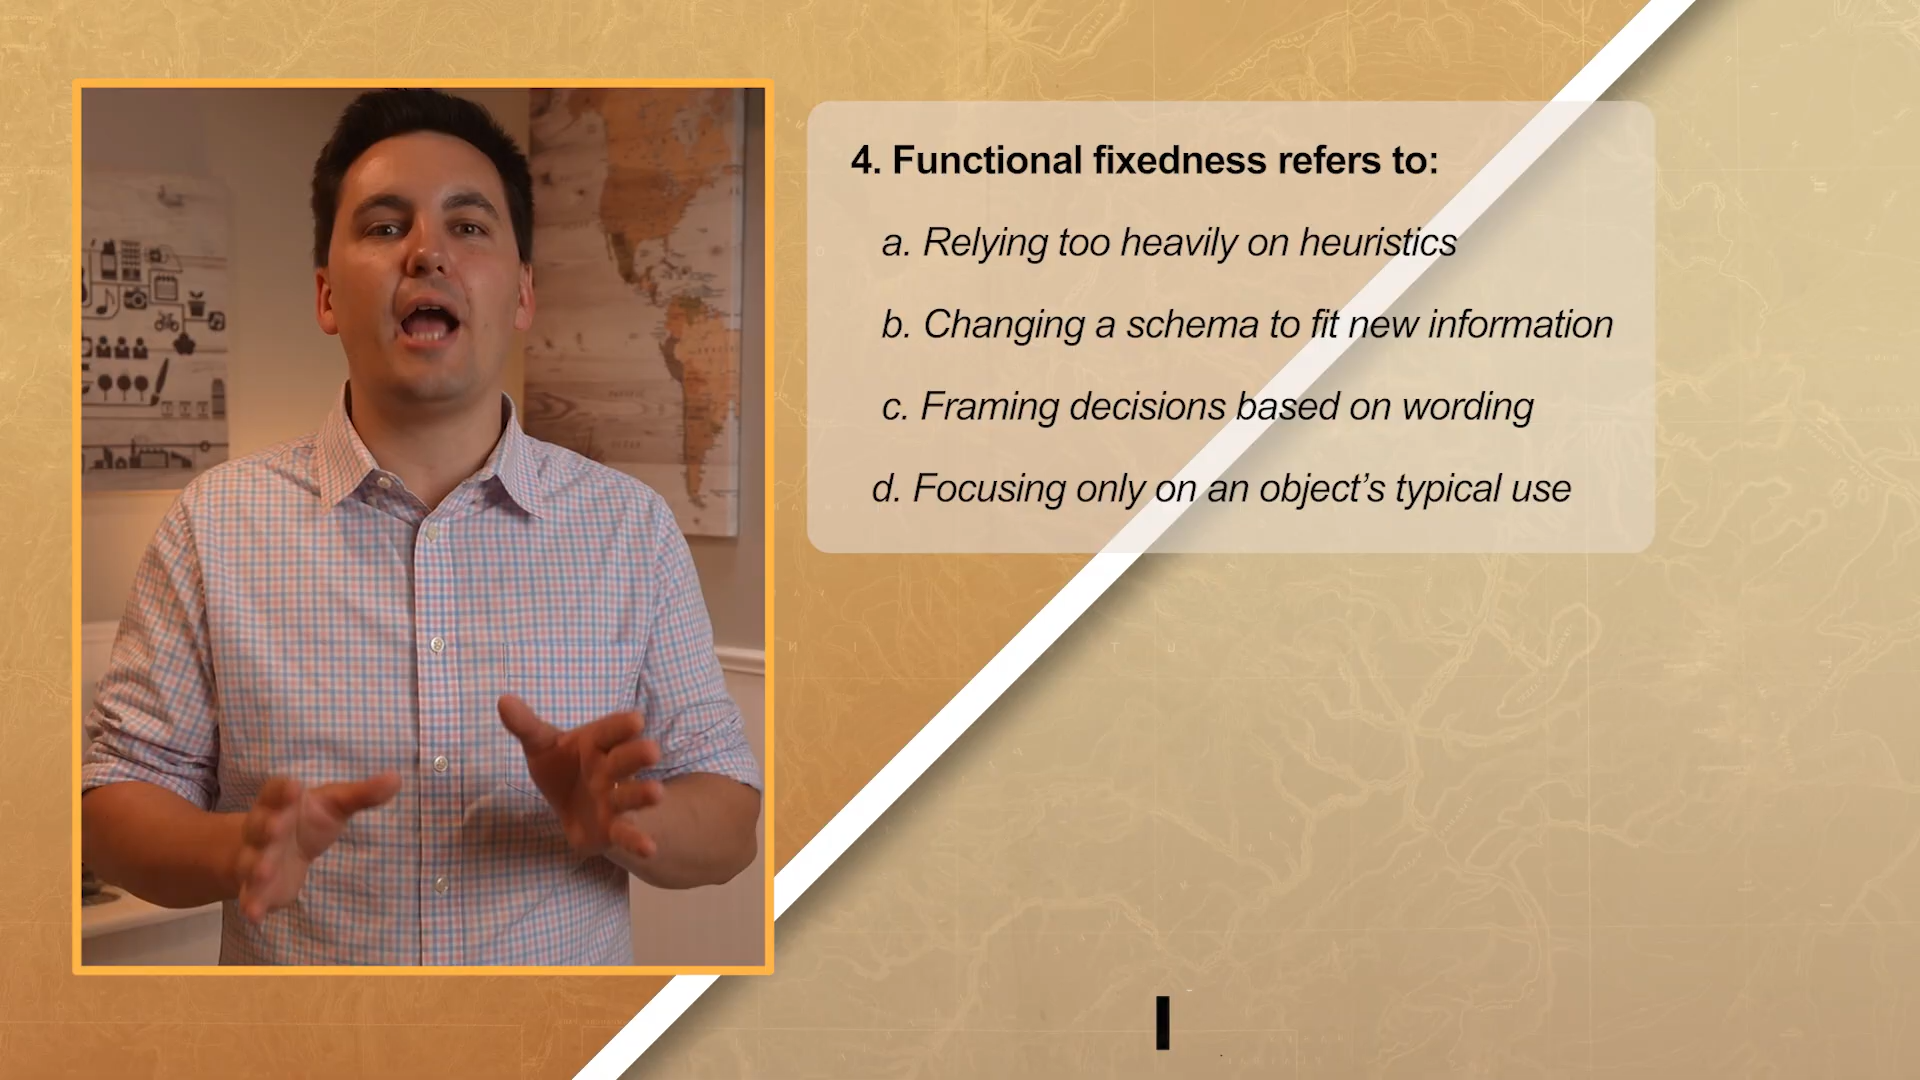 4. Functional fixedness refers to:
a. Relying too heavily on heuristics
b. Changing a schema to fit new information
c. Framing decisions based on wording
d. Focusing only on an object’s typical use